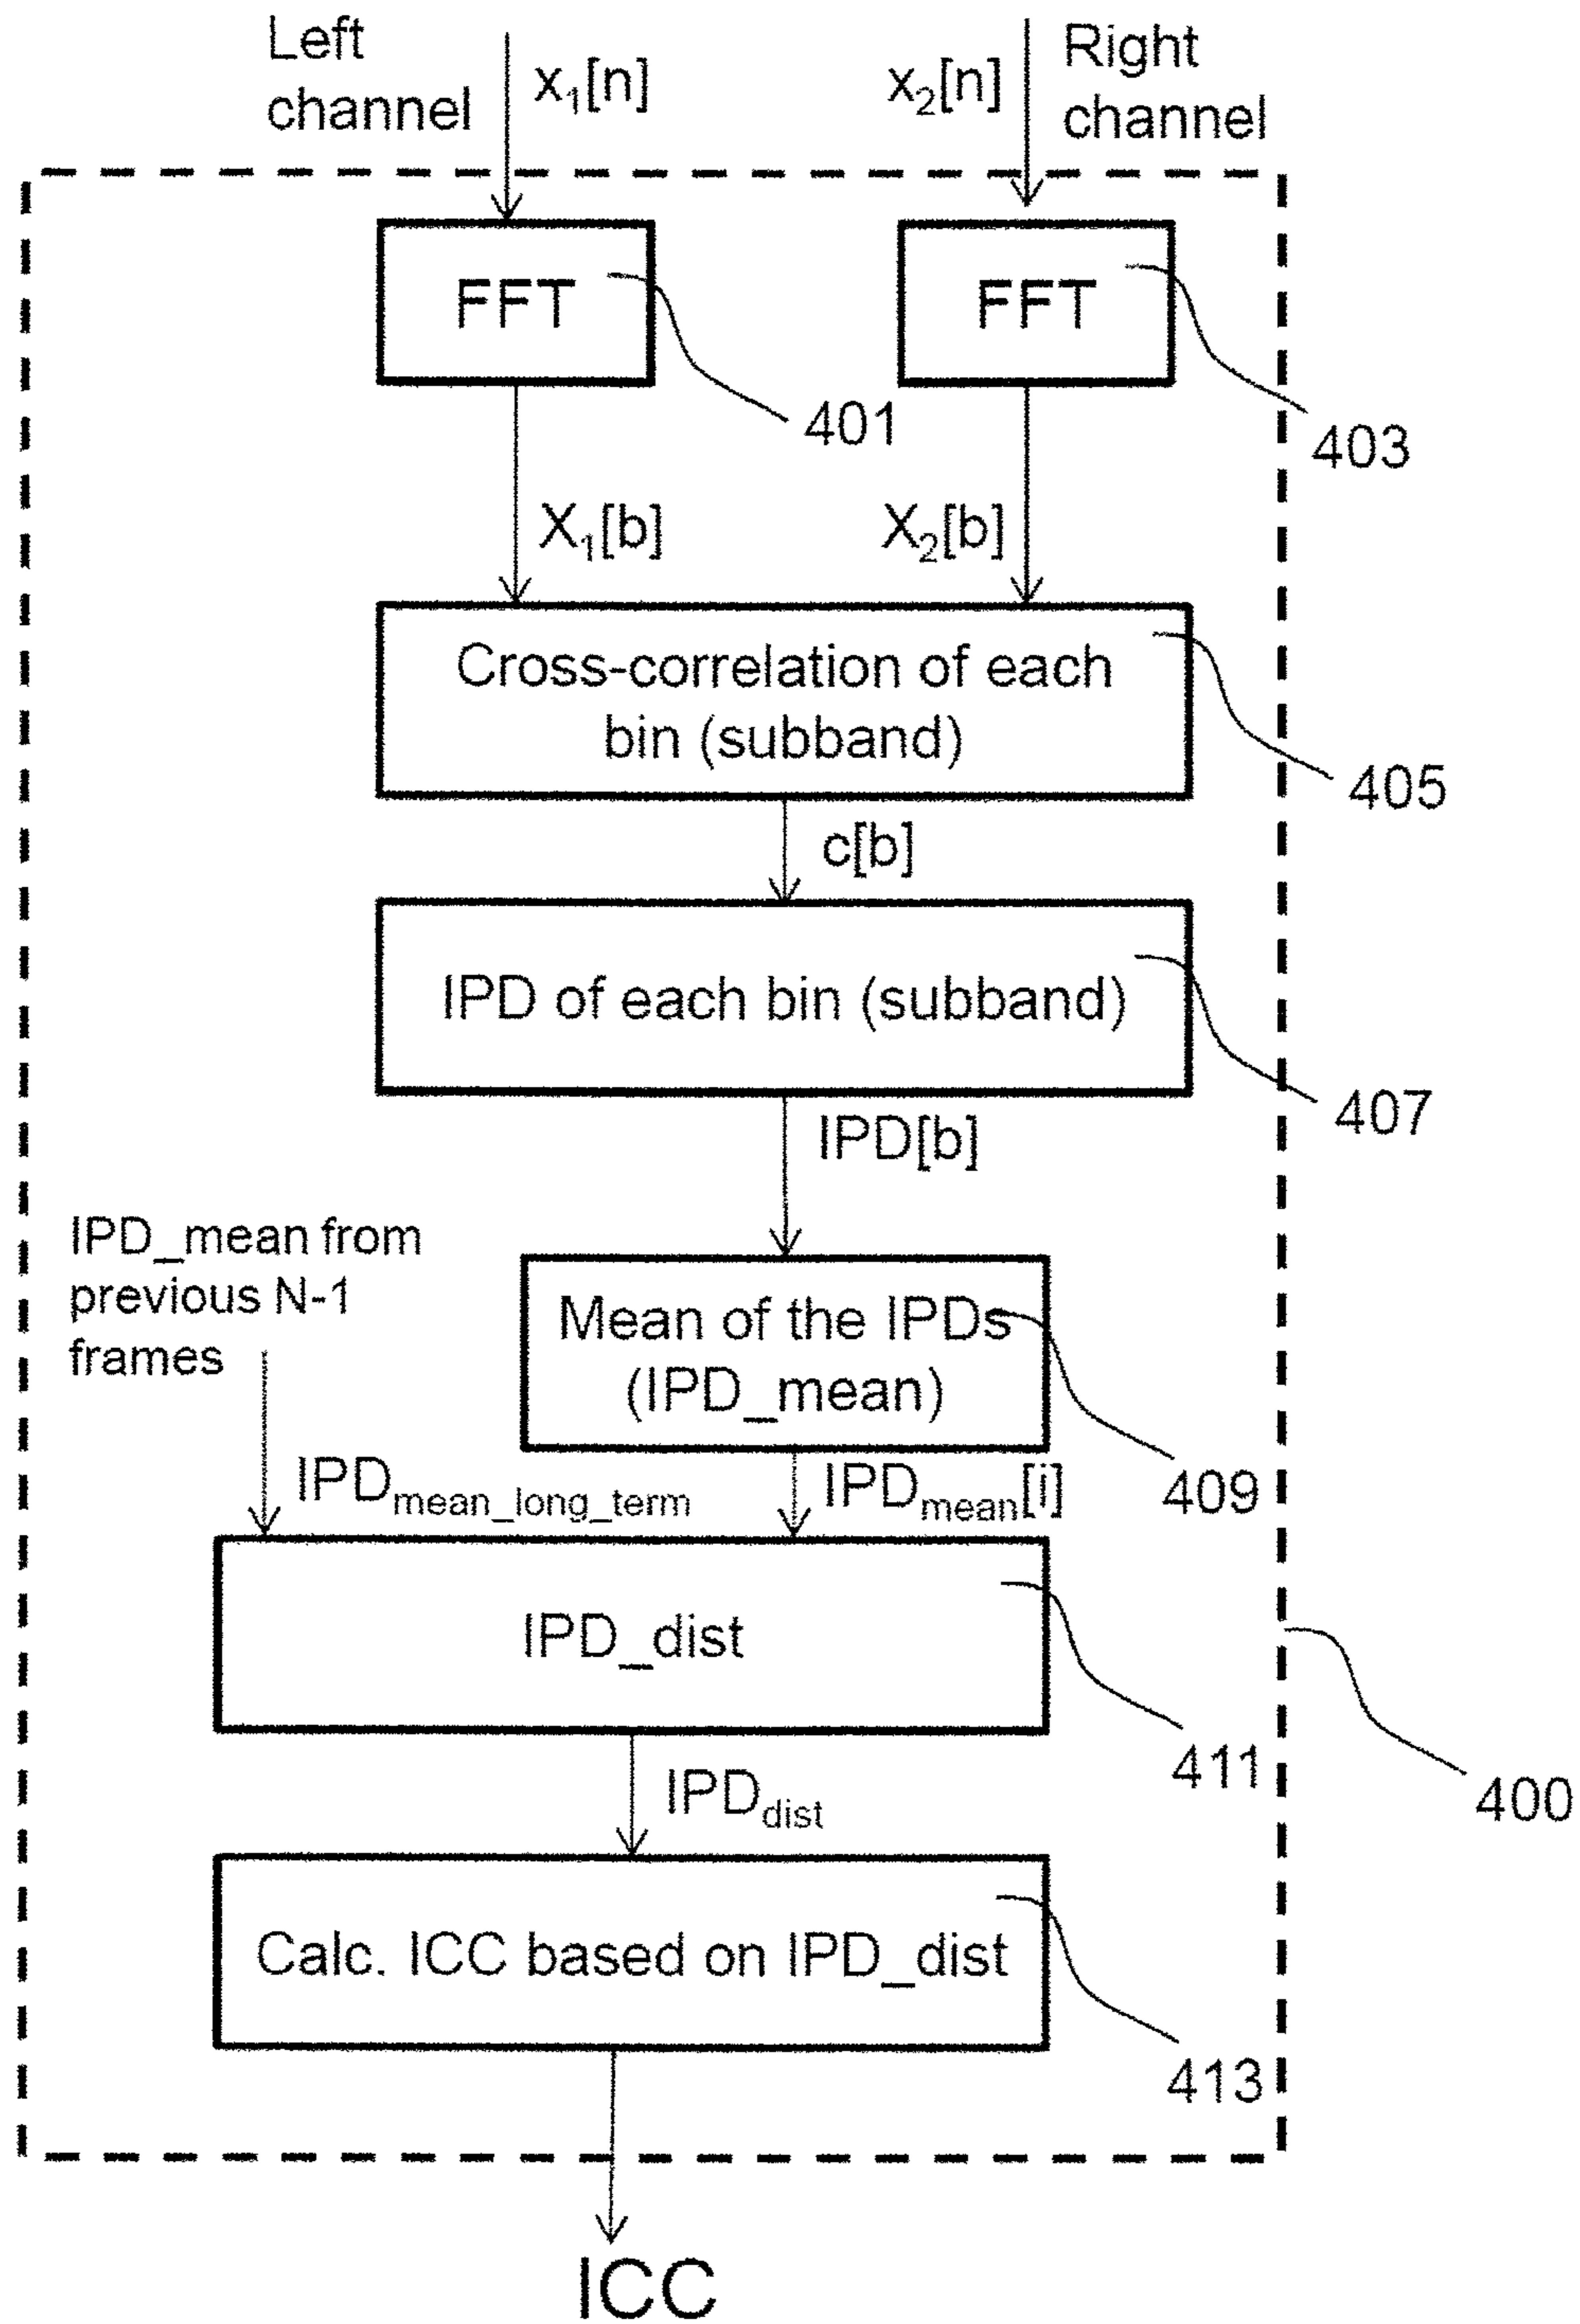 Left
channel
x₁[n]
x₂[n]
Right
channel
FFT
FFT
401
403
X₁[b]
X₂[b]
Cross-correlation of each
bin (subband)
405
c[b]
IPD of each bin (subband)
407
IPD[b]
IPD_mean from
previous N-1
frames
Mean of the IPDs
(IPD_mean)
409
IPDmean_long_term
IPDmean[i]
IPD_dist
411
400
IPDdist
Calc. ICC based on IPD_dist
413
ICC